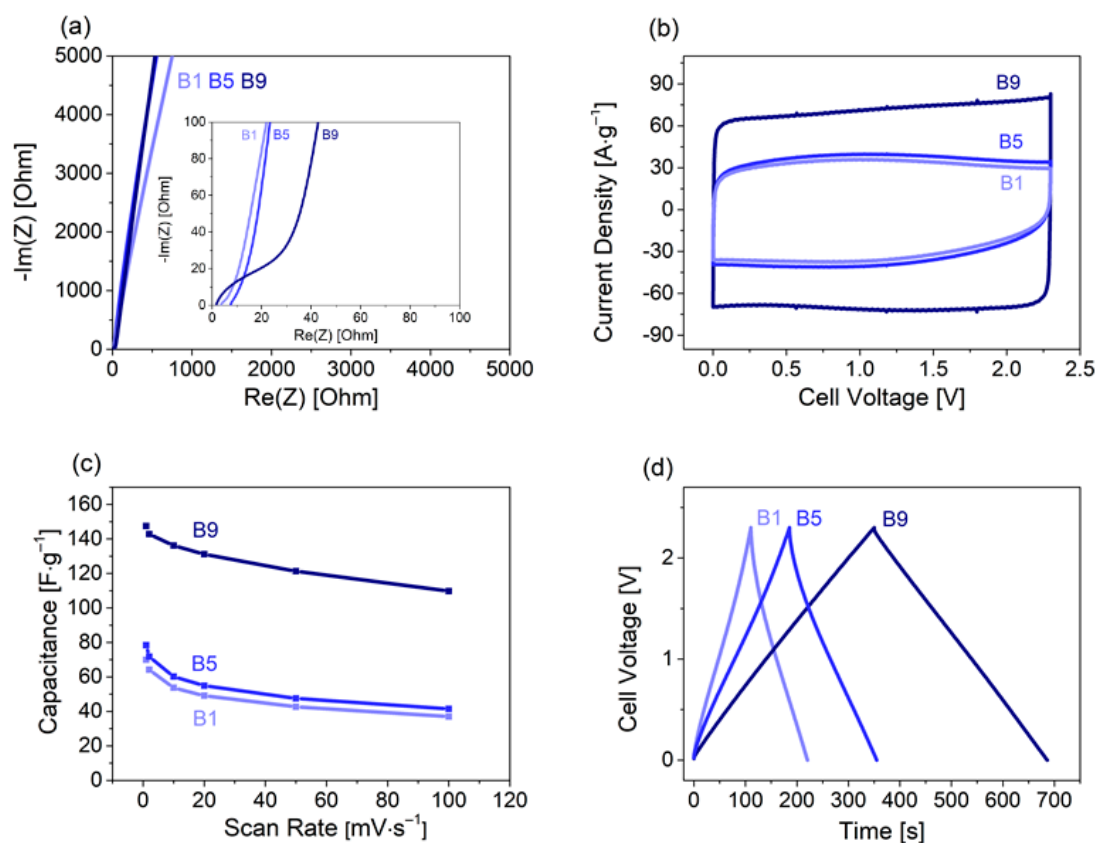 (a)
5000
4000
3000
2000
1000
0
-Im(Z) [Ohm]
B1 B5 B9
100
80
60
40
20
0
-Im(Z) [Ohm]
B1
B5
B9
0 20 40 60 80 100
Re(Z) [Ohm]
0 1000 2000 3000 4000 5000
Re(Z) [Ohm]
(b)
90
60
30
0
-30
-60
-90
Current Density [A·g⁻¹]
B9
B5
B1
0.0 0.5 1.0 1.5 2.0 2.5
Cell Voltage [V]
(c)
160
140
120
100
80
60
40
20
0
Capacitance [F·g⁻¹]
B9
B5
B1
0 20 40 60 80 100 120
Scan Rate [mV·s⁻¹]
(d)
2
1
0
Cell Voltage [V]
B1
B5
B9
0 100 200 300 400 500 600 700
Time [s]